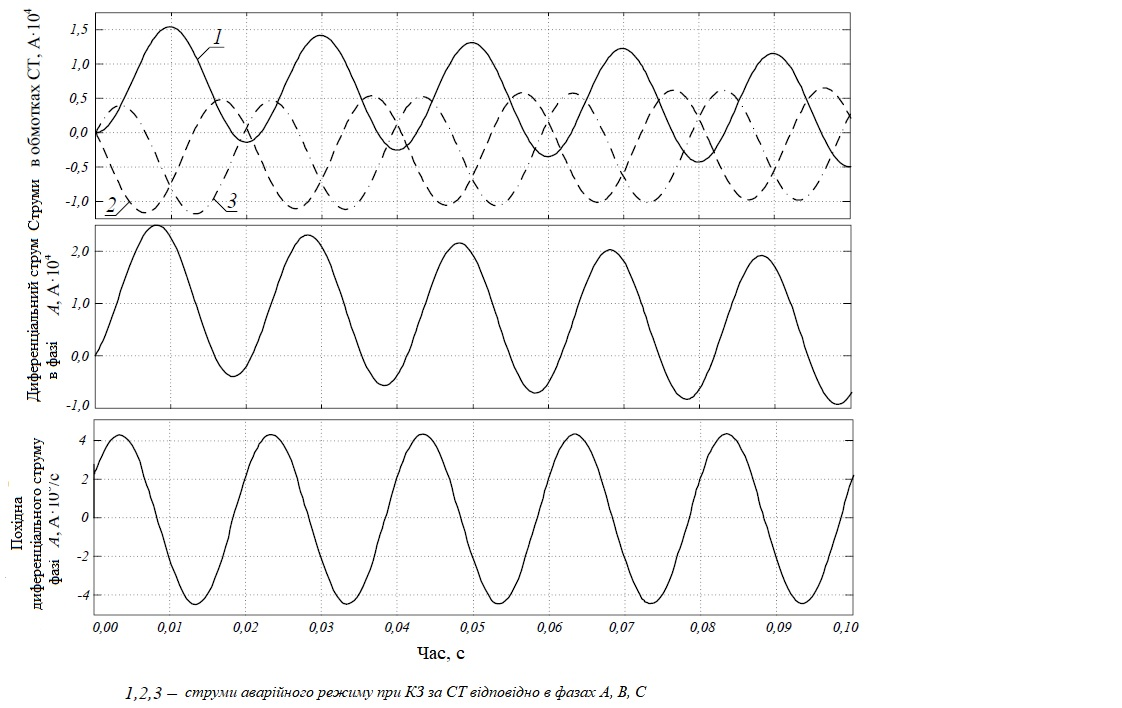 Струми в обмотках СТ, А·10⁴
1,5
1,0
0,5
0,0
-0,5
-1,0
1
2
3
Диференціальний струм
в фазі А, А·10⁴
2,0
1,0
0,0
-1,0
Похідна
диференціального струму
фазі А, А·10 /с
4
2
0
-2
-4
0,00 0,01 0,02 0,03 0,04 0,05 0,06 0,07 0,08 0,09 0,10
Час, с
1,2,3 – струми аварійного режиму при КЗ за СТ відповідно в фазах А, В, С